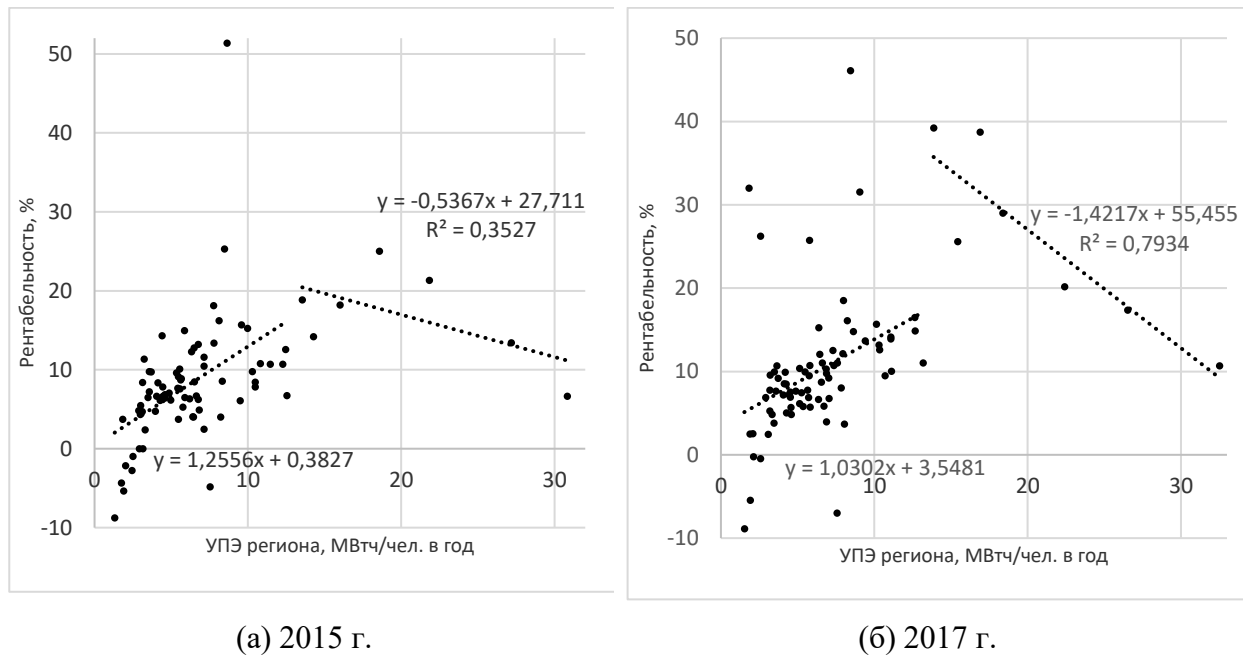 50
40
30
20
10
0
-10
0
10
20
30
Рентабельность, %
УПЭ региона, МВтч/чел. в год
y = -0,5367x + 27,711
R² = 0,3527
y = 1,2556x + 0,3827
(а) 2015 г.
50
40
30
20
10
0
-10
0
10
20
30
Рентабельность, %
УПЭ региона, МВтч/чел. в год
y = -1,4217x + 55,455
R² = 0,7934
y = 1,0302x + 3,5481
(б) 2017 г.